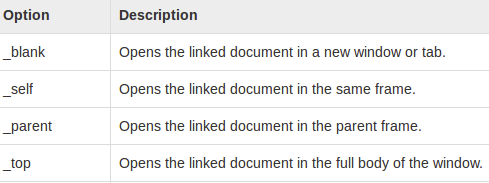 Option Description
_blank Opens the linked document in a new window or tab.
_self Opens the linked document in the same frame.
_parent Opens the linked document in the parent frame.
_top Opens the linked document in the full body of the window.